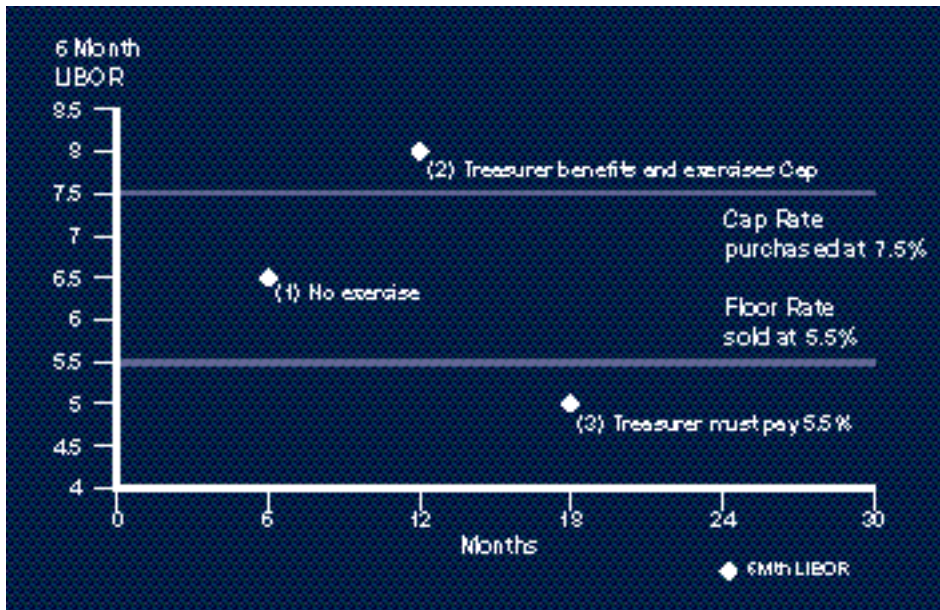 6 Month
LIBOR
8.5
8
(2) Treasurer benefits and exercises Cap
7.5
Cap Rate
purchased at 7.5%
7
6.5
(1) No exercise
6
Floor Rate
sold at 5.5%
5.5
5
(3) Treasurer must pay 5.5%
4.5
4
0 6 12 18 24 30
Months
6Mth LIBOR